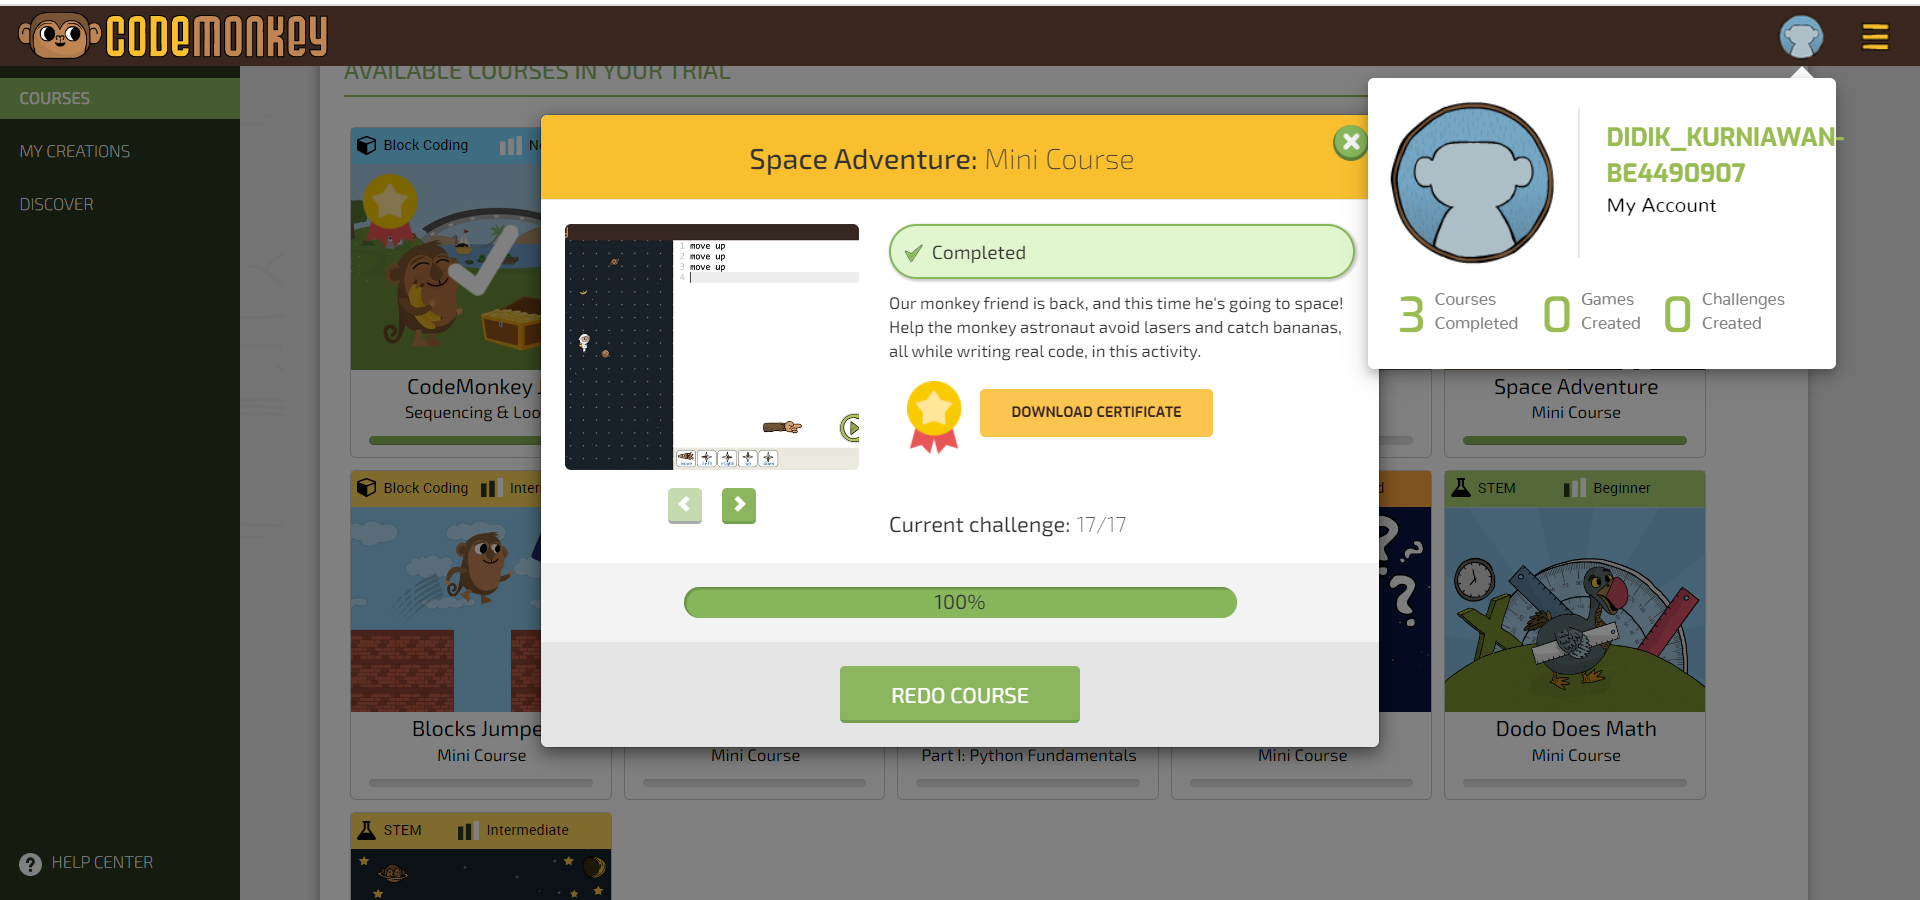 CODEMONKEY
AVAILABLE COURSES IN YOUR TRIAL
COURSES
MY CREATIONS
DISCOVER
HELP CENTER
DIDIK_KURNIAWAN-
BE4490907
My Account
3 Courses Completed
0 Games Created
0 Challenges Created
Space Adventure: Mini Course
1 move up
2 move up
3 move up
4
Completed
Our monkey friend is back, and this time he's going to space!
Help the monkey astronaut avoid lasers and catch bananas,
all while writing real code, in this activity.
DOWNLOAD CERTIFICATE
Current challenge: 17/17
100%
REDO COURSE
Block Coding
CodeMonkey
Sequencing &
Space Adventure
Mini Course
Block Coding
STEM Beginner
Blocks
Mini Course
Mini Course
Part I: Python Fundamentals
Mini Course
Dodo Does Math
Mini Course
STEM Intermediate